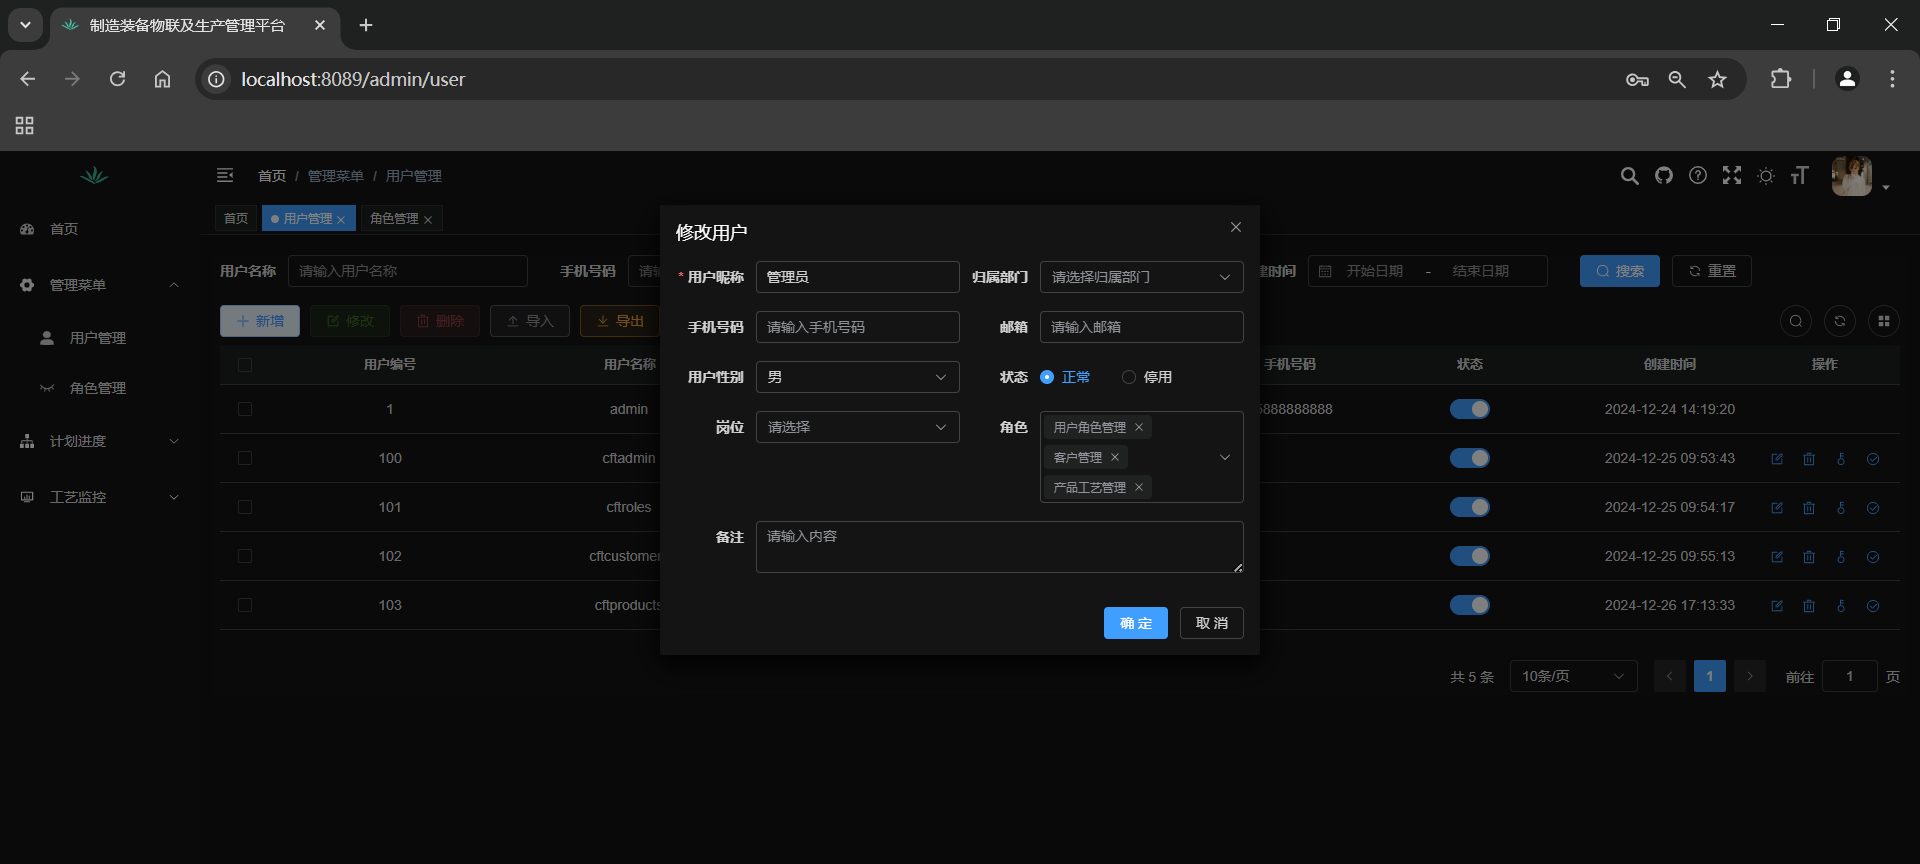 制造装备物联及生产管理平台
localhost:8089/admin/user
首页 / 管理菜单 / 用户管理
首页
用户管理
角色管理
首页
管理菜单
用户管理
角色管理
计划进度
工艺监控
用户名称 请输入用户名称
手机号码
建时间 开始日期 - 结束日期
搜索 重置
新增 修改 删除 导入 导出
用户编号 用户名称 手机号码 状态 创建时间 操作
1 admin 5888888888 2024-12-24 14:19:20
100 cftadmin 2024-12-25 09:53:43
101 cftroles 2024-12-25 09:54:17
102 cftcustomer 2024-12-25 09:55:13
103 cftproducts 2024-12-26 17:13:33
共 5 条 10条/页 1 前往 1 页
修改用户
* 用户昵称 管理员 归属部门 请选择归属部门
手机号码 请输入手机号码 邮箱 请输入邮箱
用户性别 男 状态 正常 停用
岗位 请选择 角色 用户角色管理
客户管理
产品工艺管理
备注 请输入内容
确 定 取 消